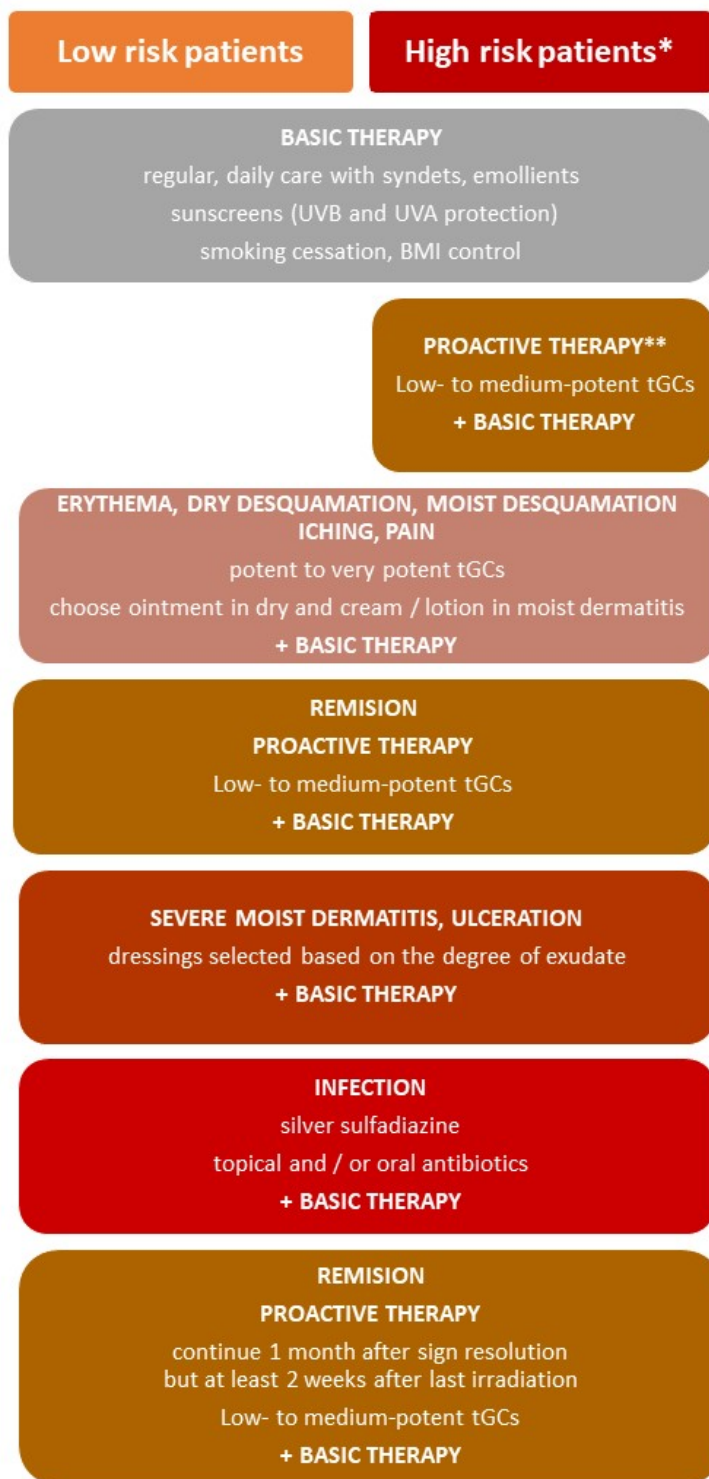 Low risk patients
High risk patients*
BASIC THERAPY
regular, daily care with syndets, emollients
sunscreens (UVB and UVA protection)
smoking cessation, BMI control
PROACTIVE THERAPY**
Low- to medium-potent tGCs
+ BASIC THERAPY
ERYTHEMA, DRY DESQUAMATION, MOIST DESQUAMATION
ICHING, PAIN
potent to very potent tGCs
choose ointment in dry and cream / lotion in moist dermatitis
+ BASIC THERAPY
REMISION
PROACTIVE THERAPY
Low- to medium-potent tGCs
+ BASIC THERAPY
SEVERE MOIST DERMATITIS, ULCERATION
dressings selected based on the degree of exudate
+ BASIC THERAPY
INFECTION
silver sulfadiazine
topical and / or oral antibiotics
+ BASIC THERAPY
REMISION
PROACTIVE THERAPY
continue 1 month after sign resolution
but at least 2 weeks after last irradiation
Low- to medium-potent tGCs
+ BASIC THERAPY